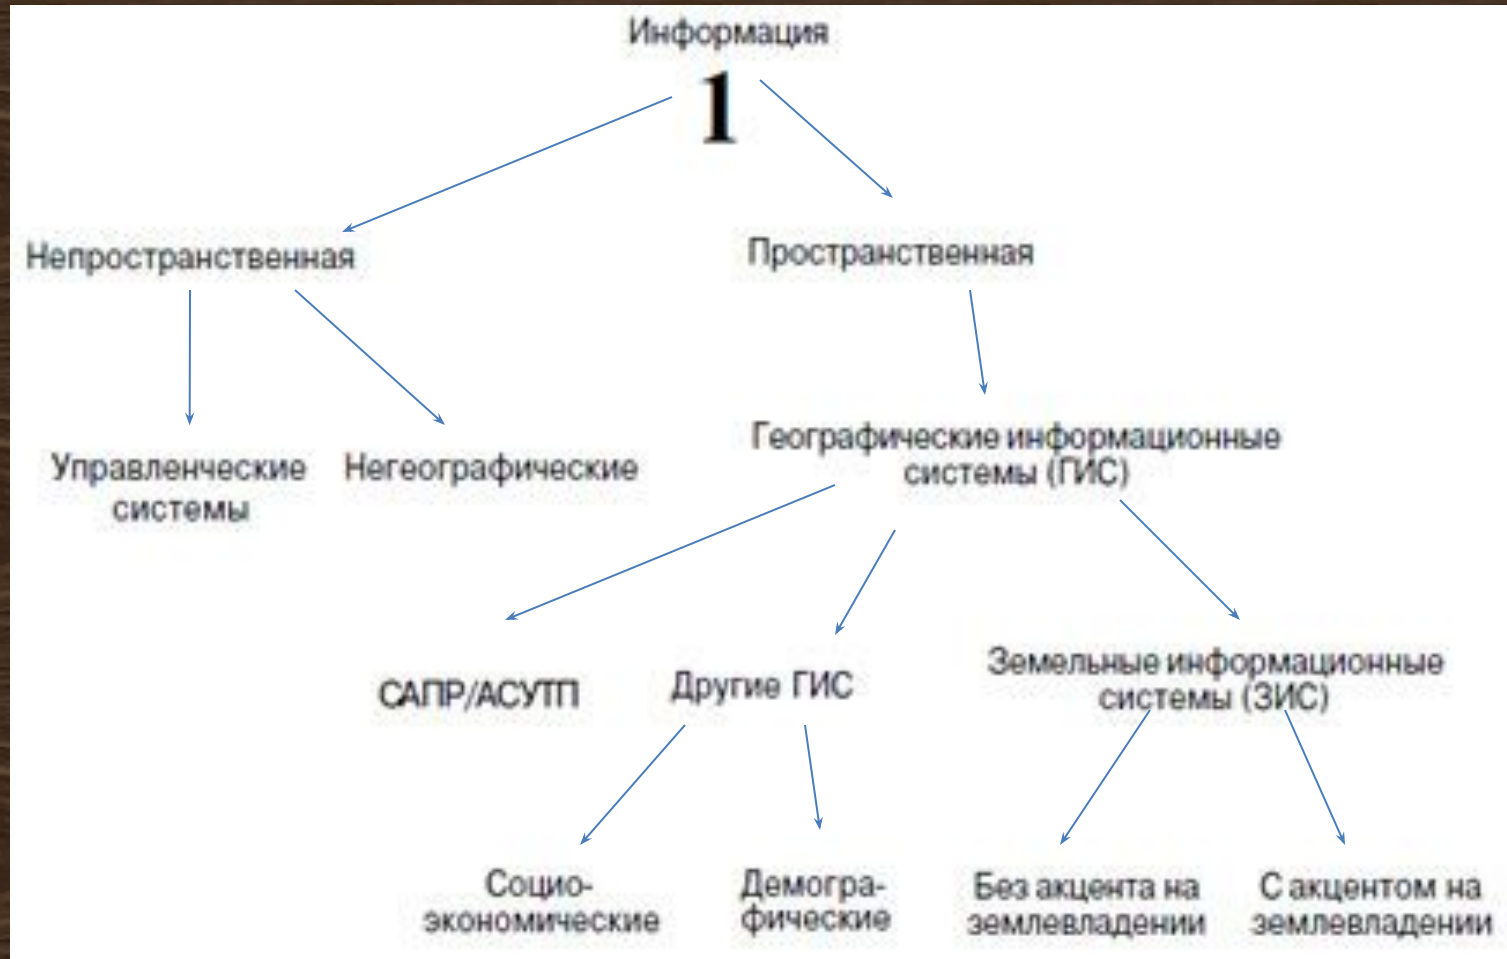 Информация
1
Непространственная
Пространственная
Управленческие
системы
Негеографические
Географические информационные
системы (ГИС)
САПР/АСУТП
Другие ГИС
Земельные информационные
системы (ЗИС)
Социо-
экономические
Демогра-
фические
Без акцента на
землевладении
С акцентом на
землевладении